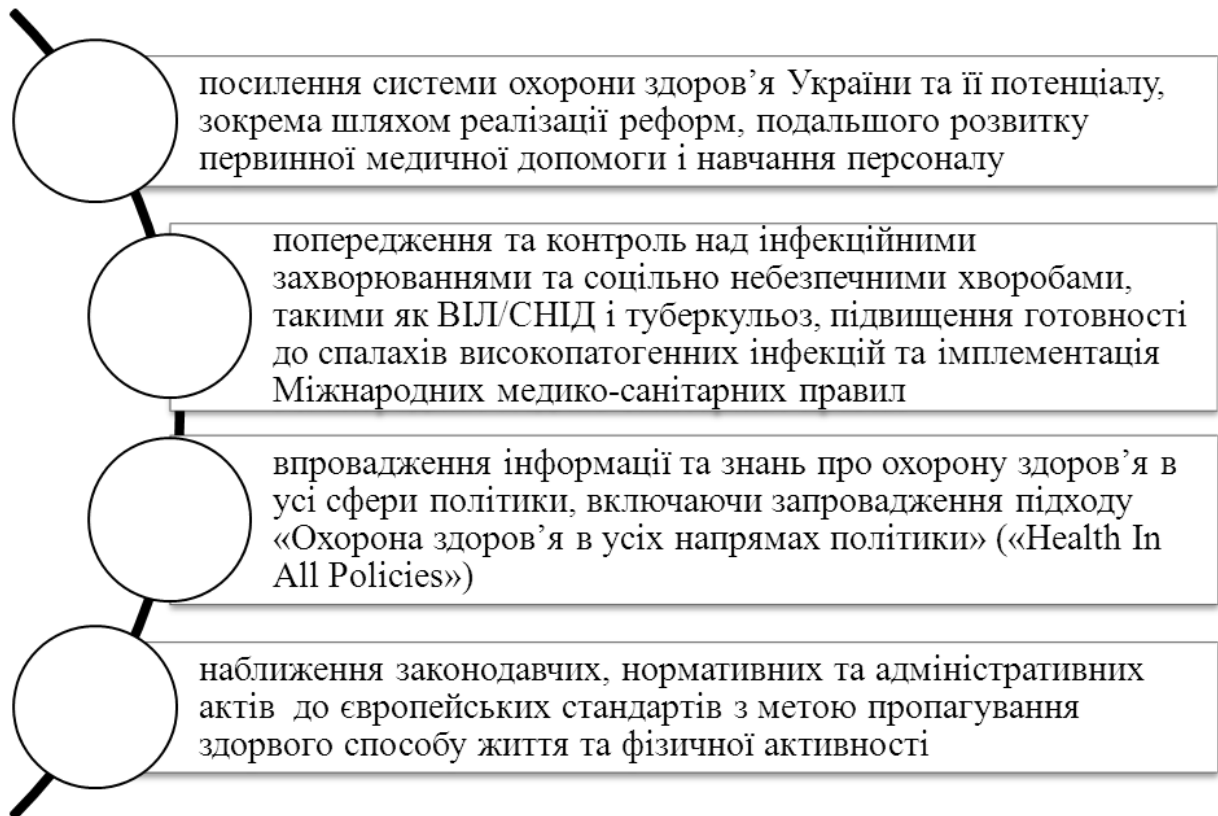 посилення системи охорони здоров’я України та її потенціалу,
зокрема шляхом реалізації реформ, подальшого розвитку
первинної медичної допомоги і навчання персоналу
попередження та контроль над інфекційними
захворюваннями та соцільно небезпечними хворобами,
такими як ВІЛ/СНІД і туберкульоз, підвищення готовності
до спалахів високопатогенних інфекцій та імплементація
Міжнародних медико-санітарних правил
впровадження інформації та знань про охорону здоров’я в
усі сфери політики, включаючи запровадження підходу
«Охорона здоров’я в усіх напрямах політики» («Health In
All Policies»)
наближення законодавчих, нормативних та адміністративних
актів  до європейських стандартів з метою пропагування
здорвого способу життя та фізичної активності